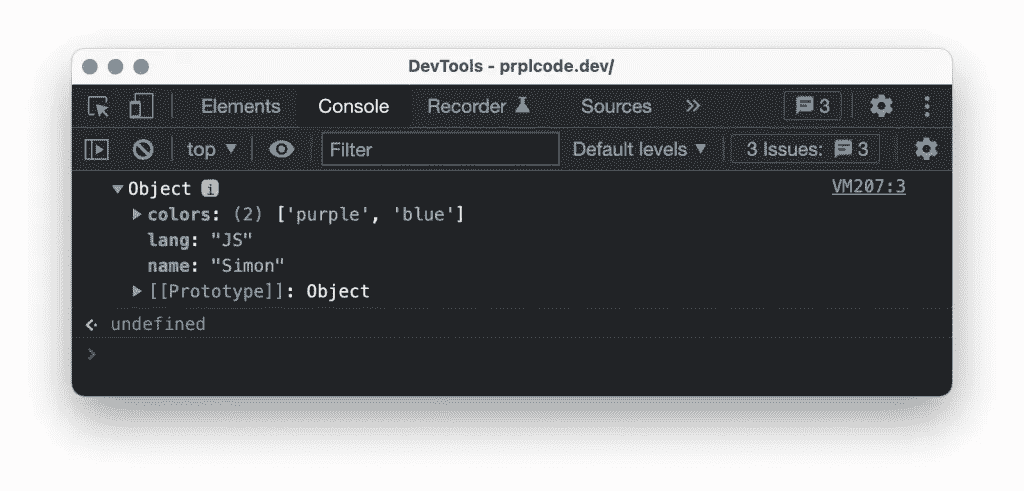 DevTools - prplcode.dev/
Elements Console Recorder Sources » 3
top ▼ Filter Default levels ▼ 3 Issues: 3
▼Object i VM207:3
▶colors: (2) ['purple', 'blue']
lang: "JS"
name: "Simon"
▶[[Prototype]]: Object
undefined
>